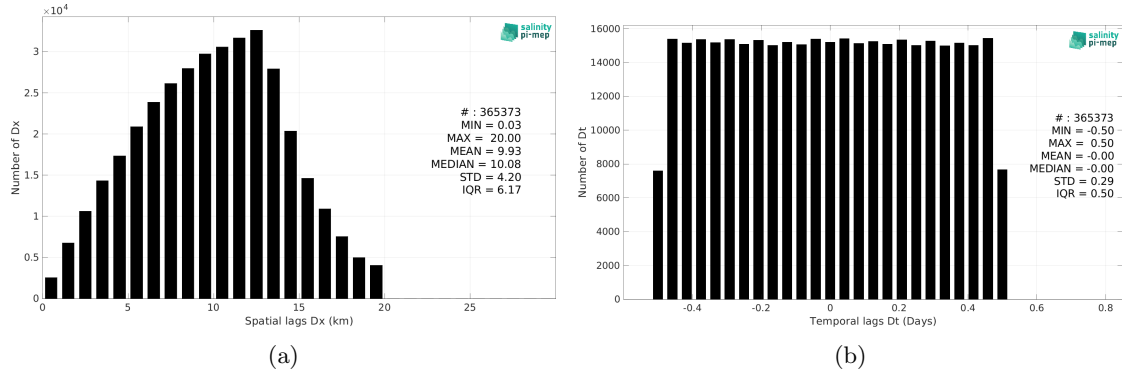 ×10^4
salinity
pi-mep
3
2.5
2
1.5
1
0.5
0
Number of Dx
# : 365373
MIN = 0.03
MAX = 20.00
MEAN = 9.93
MEDIAN = 10.08
STD = 4.20
IQR = 6.17
0 5 10 15 20 25
Spatial lags Dx (km)
(a)
16000
14000
12000
10000
8000
6000
4000
2000
0
Number of Dt
salinity
pi-mep
# : 365373
MIN = -0.50
MAX = 0.50
MEAN = -0.00
MEDIAN = -0.00
STD = 0.29
IQR = 0.50
-0.4 -0.2 0 0.2 0.4 0.6 0.8
Temporal lags Dt (Days)
(b)